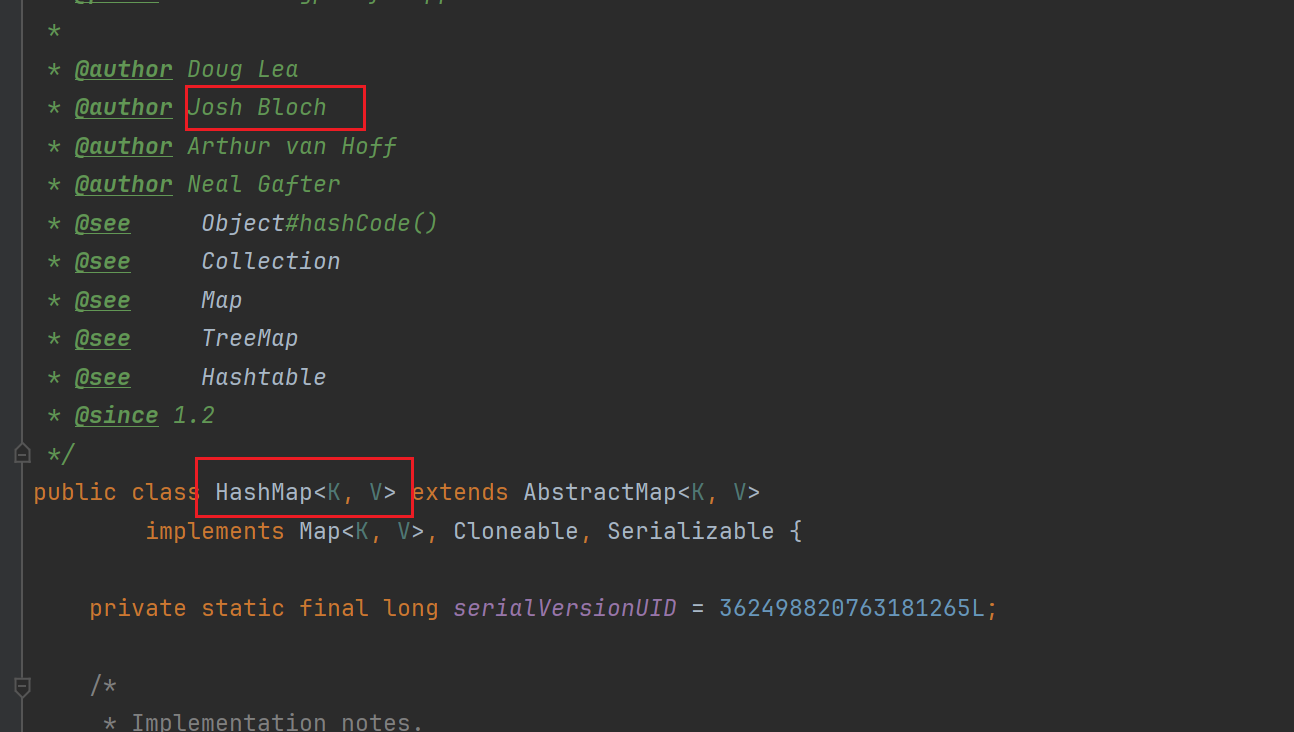 *
* @author Doug Lea
* @author Josh Bloch
* @author Arthur van Hoff
* @author Neal Gafter
* @see Object#hashCode()
* @see Collection
* @see Map
* @see TreeMap
* @see Hashtable
* @since 1.2
*/
public class HashMap<K, V> extends AbstractMap<K, V>
implements Map<K, V>, Cloneable, Serializable {
private static final long serialVersionUID = 362498820763181265L;
/*
* Implementation notes.